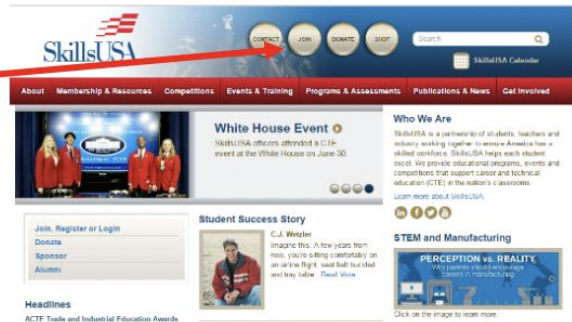 SkillsUSA
CONTACT
JOIN
DONATE
SHOP
Search
SkillsUSA Calendar
About Membership & Resources Competitions Events & Training Programs & Assessments Publications & News Get Involved
White House Event
SkillsUSA officers attended a CTE
event at the White House on June 30.
Who We Are
SkillsUSA is a partnership of students, teachers and
industry working together to ensure America has a
skilled workforce. SkillsUSA helps each student
excel. We provide educational programs, events and
competitions that support career and technical
education (CTE) in the nation's classrooms.
Learn more about SkillsUSA.
Join, Register or Login
Donate
Sponsor
Alumni
Student Success Story
C.J. Wetzler
Imagine this: A few years from
now, you're sitting comfortably on
an airline flight, seat belt buckled
and tray table... Read More
STEM and Manufacturing
PERCEPTION vs. REALITY
Why parents should encourage
careers in manufacturing
Click on the image to learn more.
Headlines
ACTE Trade and Industrial Education Awards